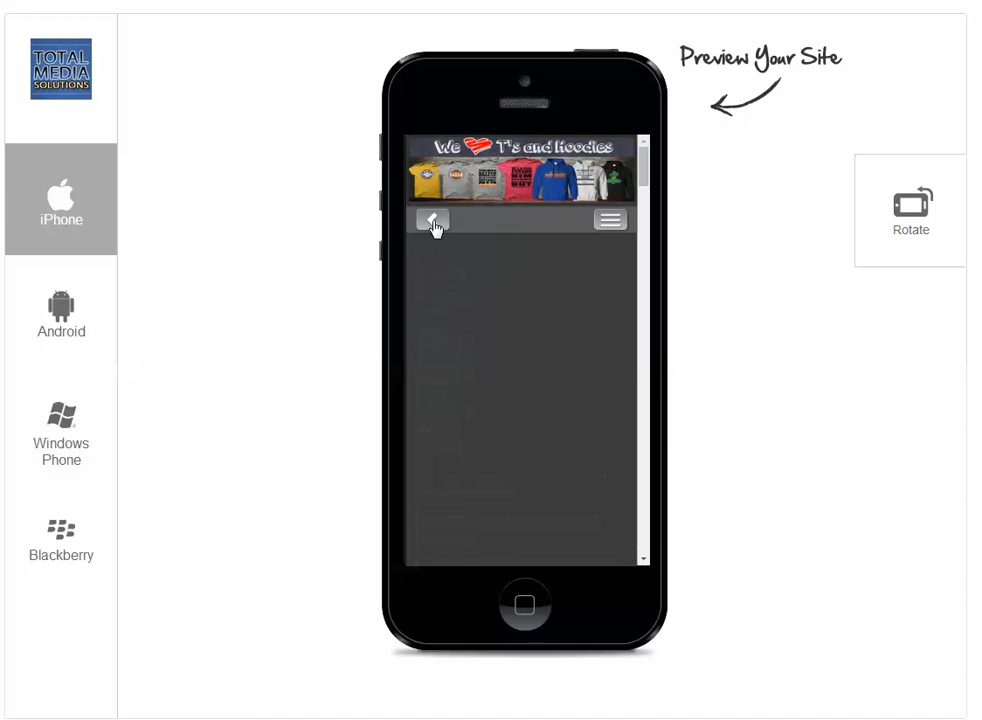 TOTAL
MEDIA
SOLUTIONS
Preview Your Site
We T's and Hoodies
iPhone
Rotate
Android
Windows
Phone
Blackberry